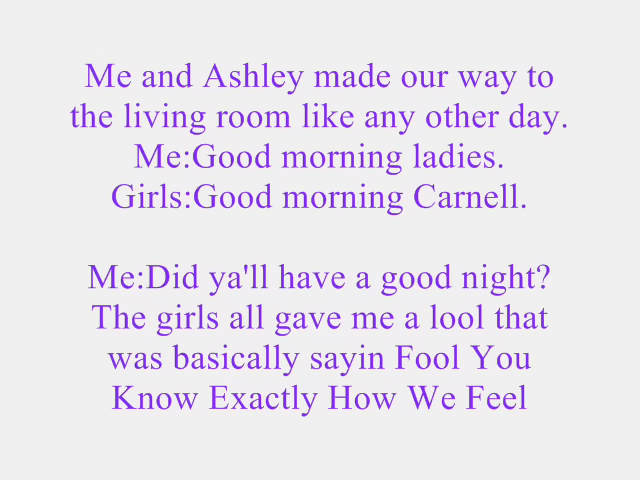 Me and Ashley made our way to
the living room like any other day.
Me:Good morning ladies.
Girls:Good morning Carnell.
Me:Did ya'll have a good night?
The girls all gave me a lool that
was basically sayin Fool You
Know Exactly How We Feel